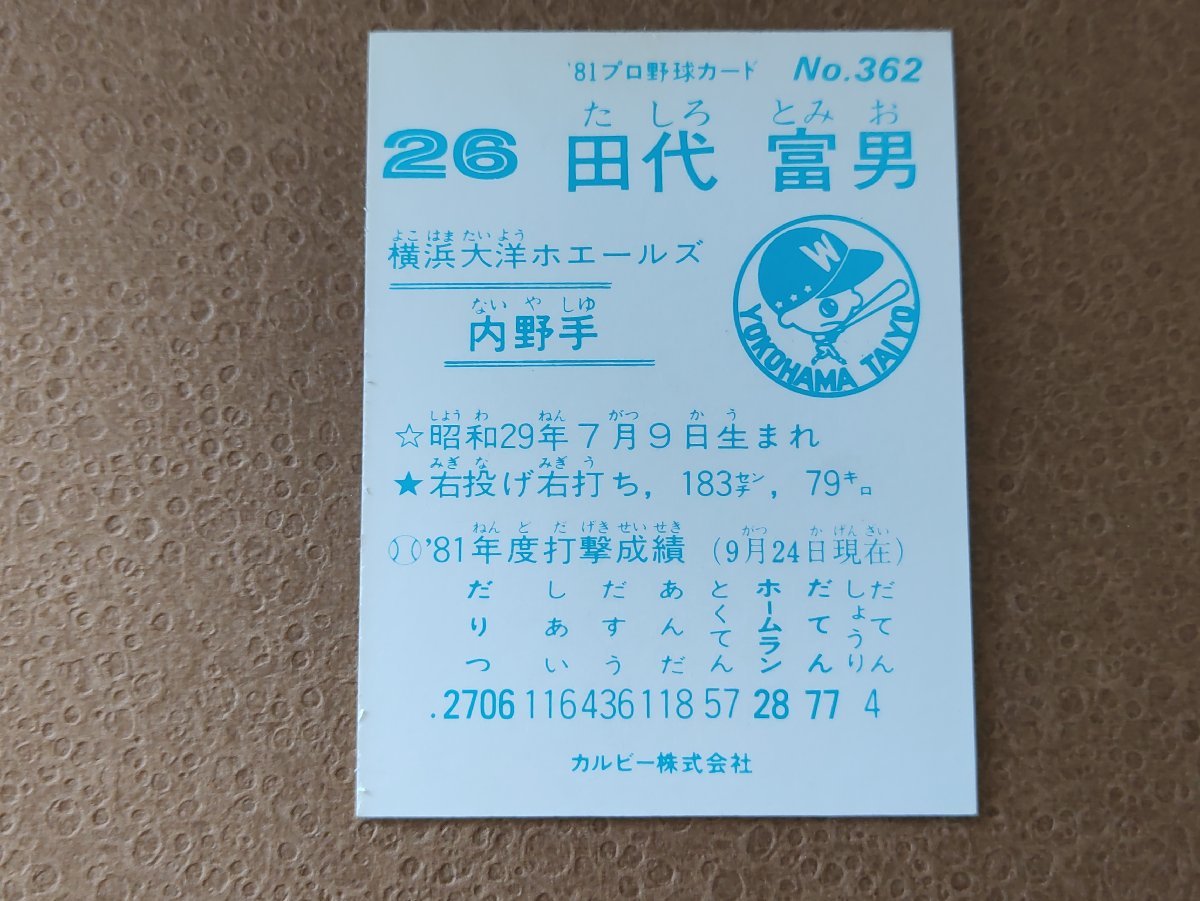 '81プロ野球カード No.362
た しろ とみ お
26 田代 富男
よこ はま たい よう
横浜大洋ホエールズ
W
YOKOHAMA TAIYO
ない や しゆ
内野手
しよう わ ねん がつ か う
☆昭和29年7月9日生まれ
みぎ な みぎ う
★右投げ右打ち, 183センチ, 79キロ
ねん ど だ げき せい せき がつ か げん ざい
'81年度打撃成績 (9月24日現在)
だりつ しあい だすう あんだ とくてん ホームラン だてん しょうりだてん
.2706 116 436 118 57 28 77 4
カルビー株式会社